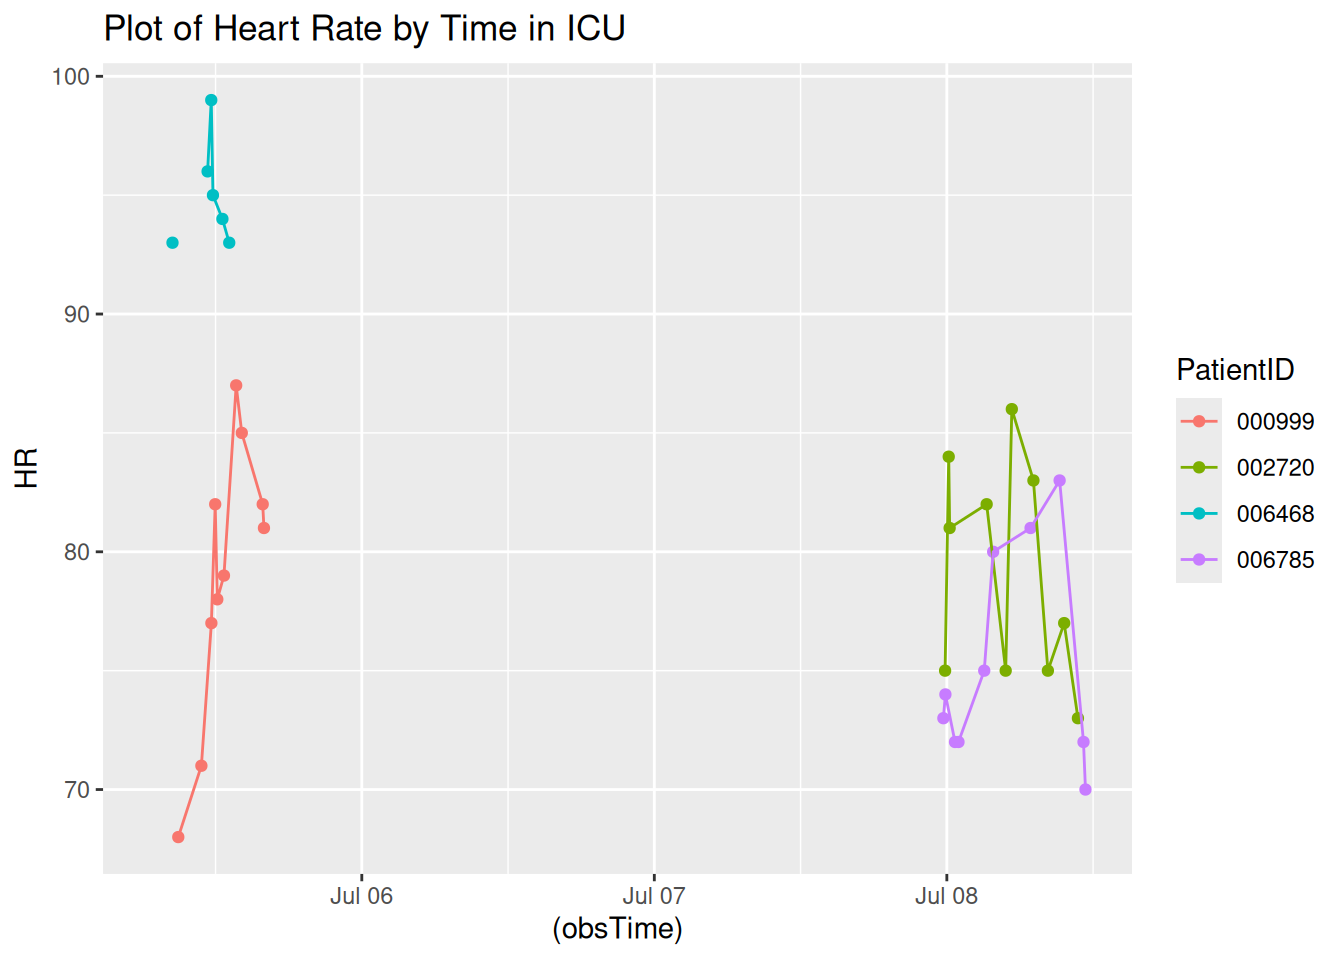 Plot of Heart Rate by Time in ICU
100
90
80
70
HR
Jul 06
Jul 07
Jul 08
(obsTime)
PatientID
000999
002720
006468
006785